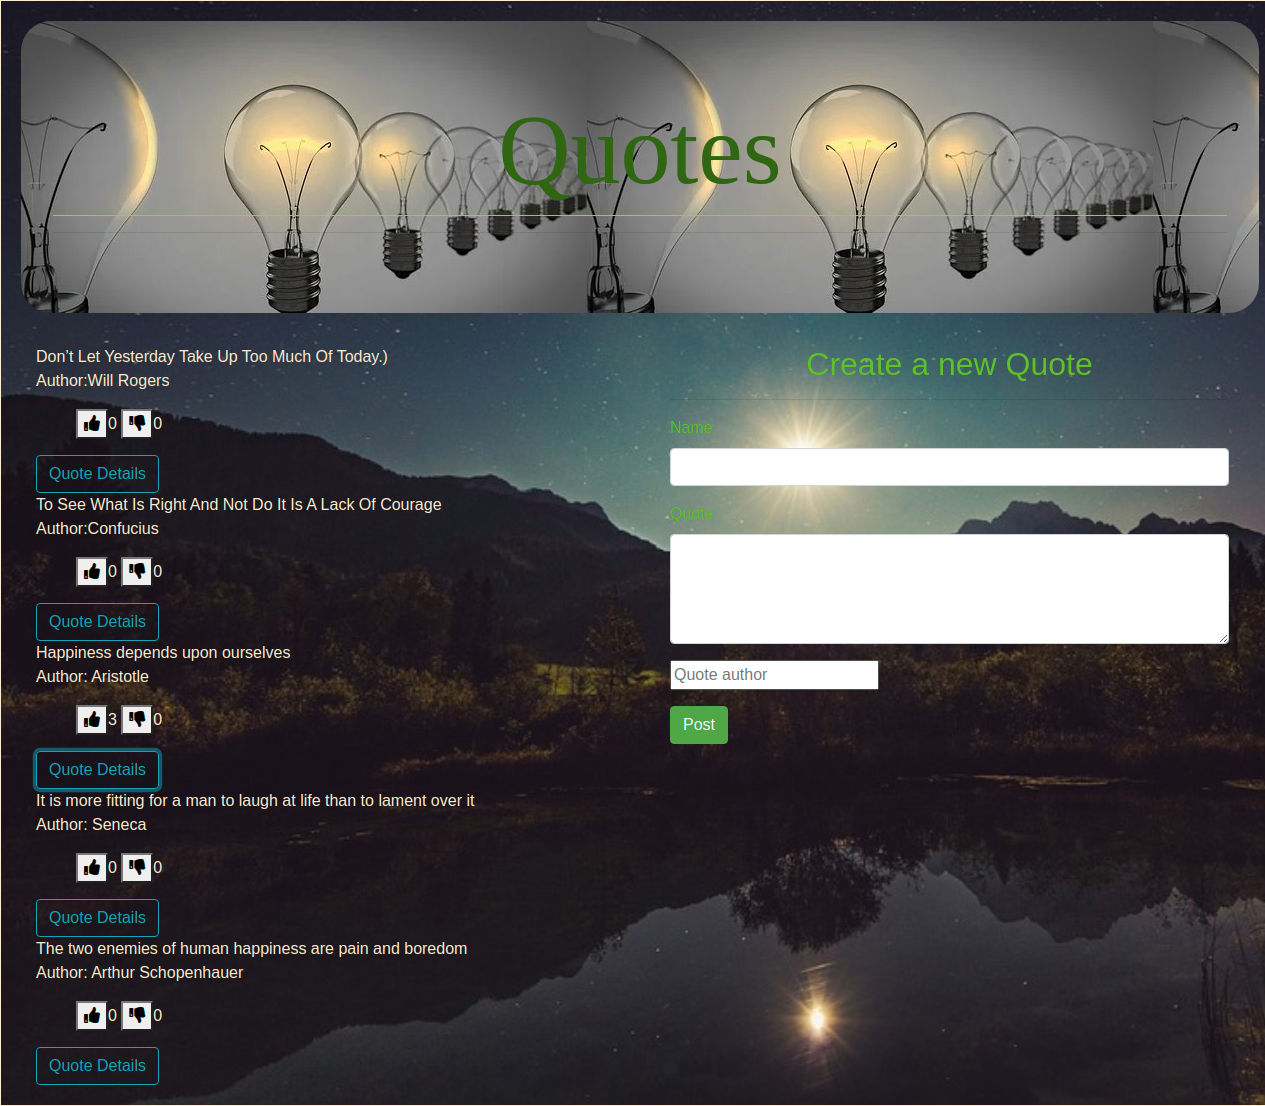 Quotes
Don’t Let Yesterday Take Up Too Much Of Today.)
Author:Will Rogers
0 0
Quote Details
To See What Is Right And Not Do It Is A Lack Of Courage
Author:Confucius
0 0
Quote Details
Happiness depends upon ourselves
Author: Aristotle
3 0
Quote Details
It is more fitting for a man to laugh at life than to lament over it
Author: Seneca
0 0
Quote Details
The two enemies of human happiness are pain and boredom
Author: Arthur Schopenhauer
0 0
Quote Details
Create a new Quote
Name
Quote
Quote author
Post